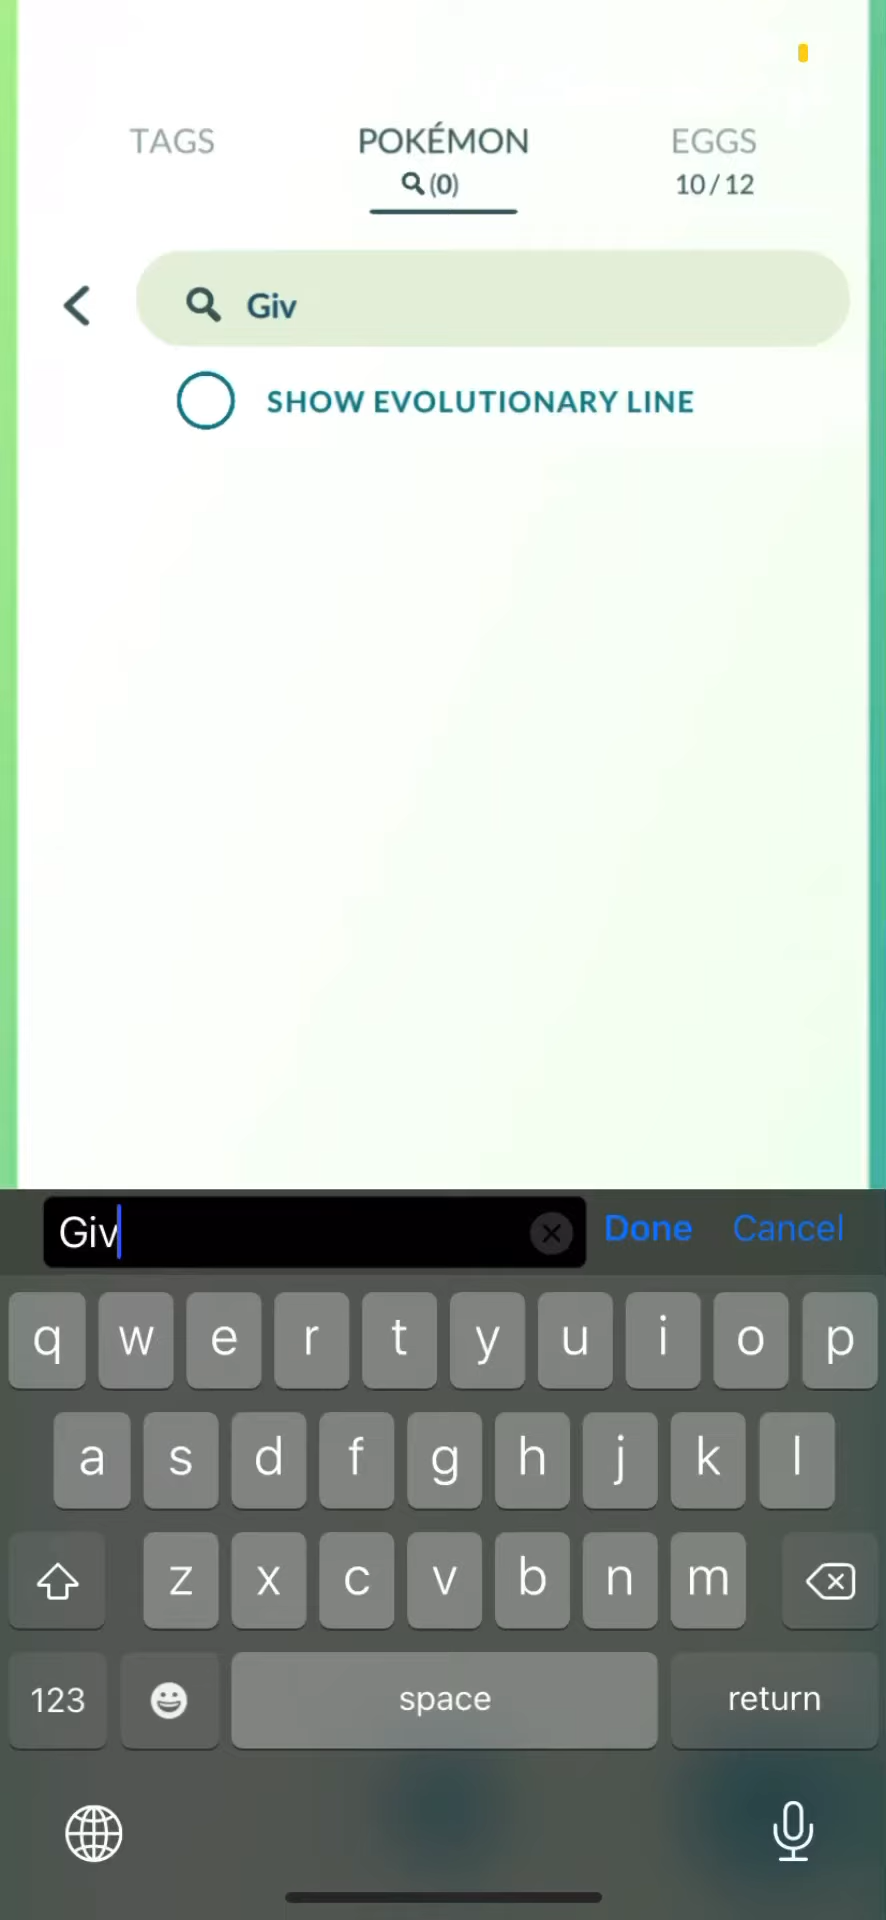 TAGS
POKÉMON
(0)
EGGS
10 / 12
Giv
SHOW EVOLUTIONARY LINE
Giv
Done
Cancel
q w e r t y u i o p
a s d f g h j k l
z x c v b n m
123
space
return